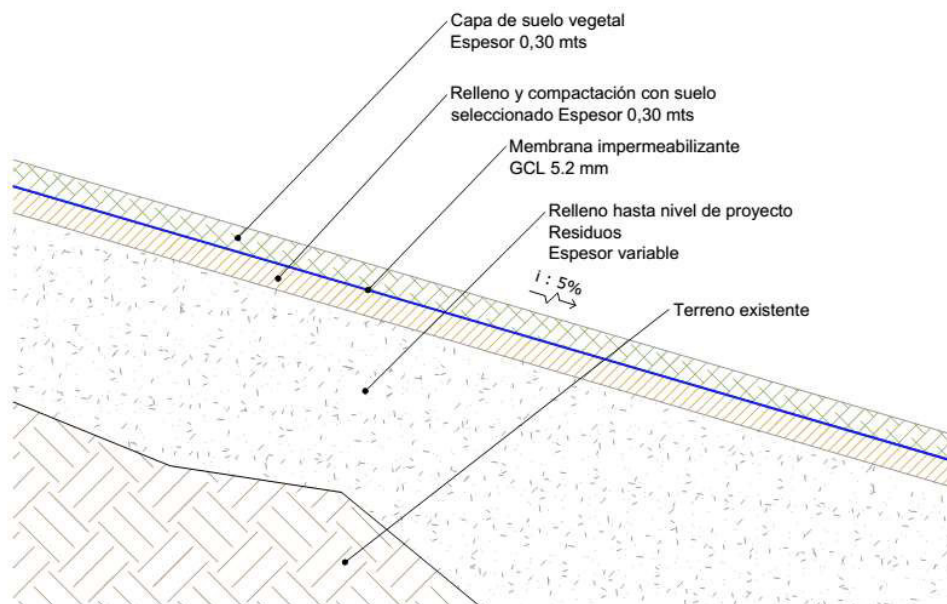 Capa de suelo vegetal
Espesor 0,30 mts
Relleno y compactación con suelo
seleccionado Espesor 0,30 mts
Membrana impermeabilizante
GCL 5.2 mm
Relleno hasta nivel de proyecto
Residuos
Espesor variable
i : 5%
Terreno existente